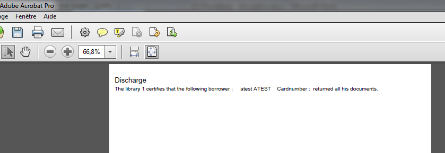 Adobe Acrobat Pro
age Fenêtre Aide
66,8%
Discharge
The library 1 certifies that the following borrower : atest ATEST Cardnumber : returned all his documents.